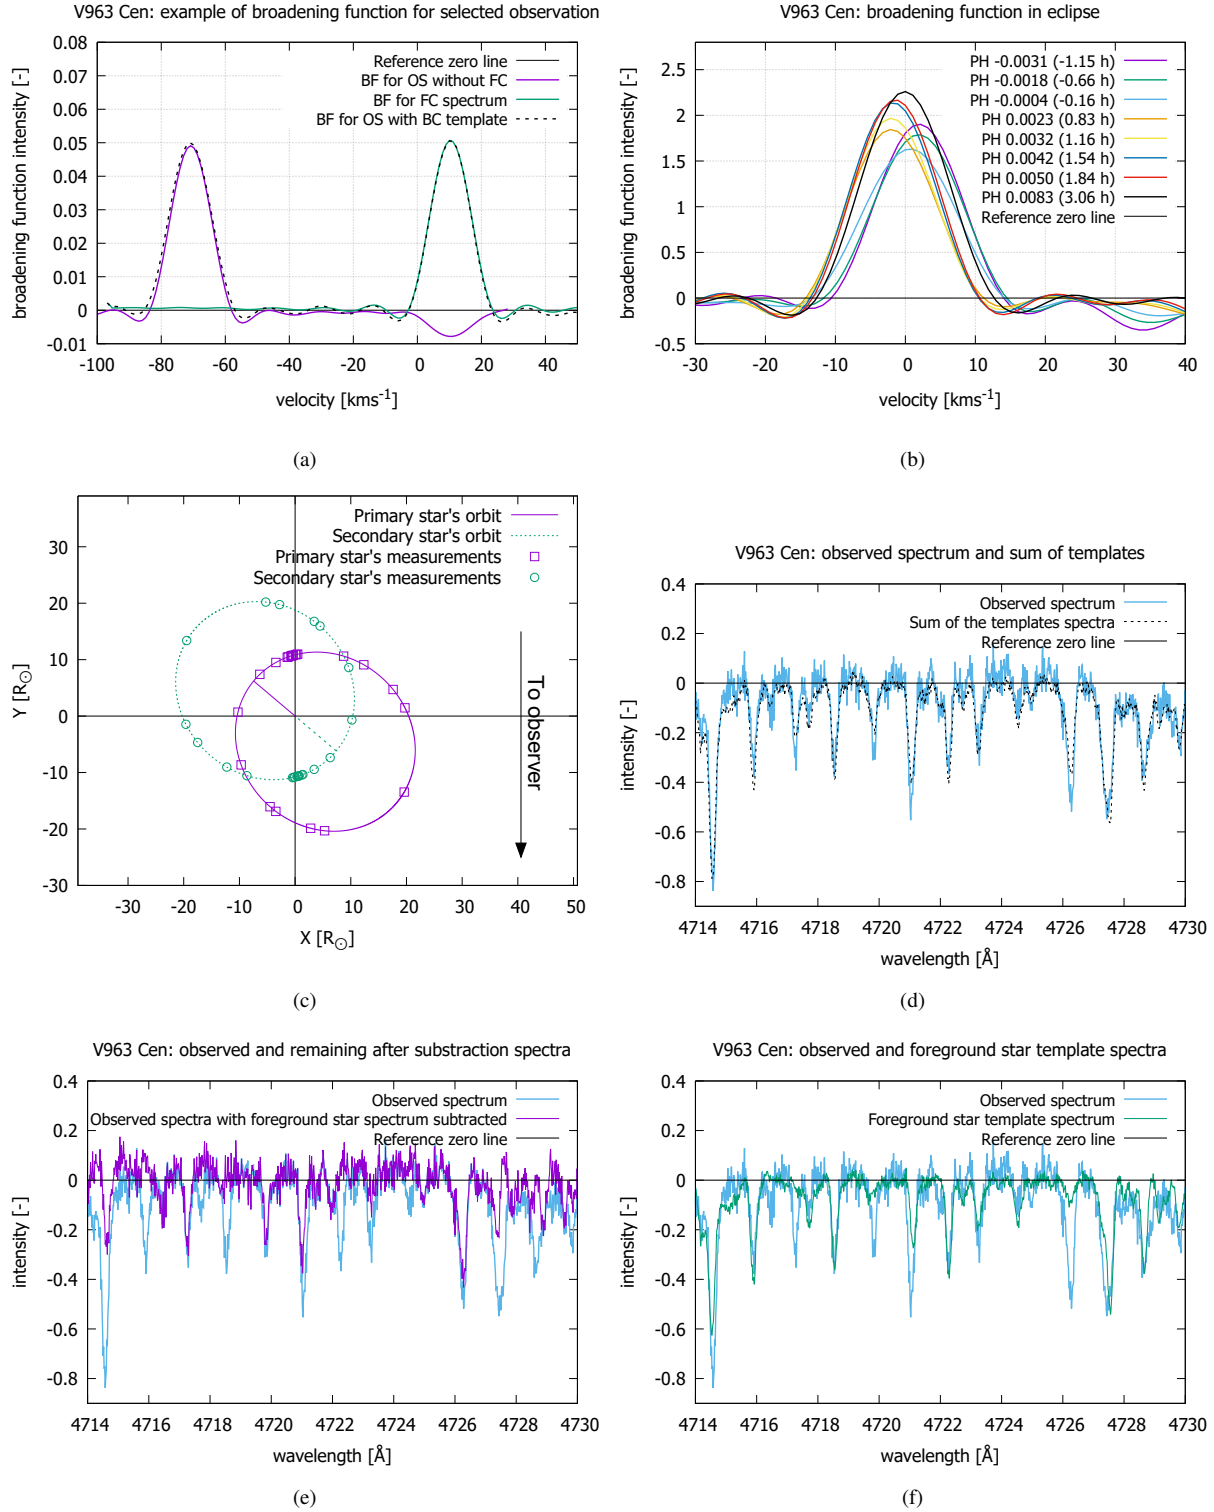 V963 Cen: example of broadening function for selected observation
0.08
0.07
0.06
0.05
0.04
0.03
0.02
0.01
0
-0.01
broadening function intensity [-]
Reference zero line
BF for OS without FC
BF for FC spectrum
BF for OS with BC template
-100 -80 -60 -40 -20 0 20 40
velocity [kms-1]
(a)
V963 Cen: broadening function in eclipse
2.5
2
1.5
1
0.5
0
-0.5
broadening function intensity [-]
PH -0.0031 (-1.15 h)
PH -0.0018 (-0.66 h)
PH -0.0004 (-0.16 h)
PH 0.0023 (0.83 h)
PH 0.0032 (1.16 h)
PH 0.0042 (1.54 h)
PH 0.0050 (1.84 h)
PH 0.0083 (3.06 h)
Reference zero line
-30 -20 -10 0 10 20 30 40
velocity [kms-1]
(b)
30
20
10
0
-10
-20
-30
Y [R☉]
Primary star's orbit
Secondary star's orbit
Primary star's measurements
Secondary star's measurements
To observer
-30 -20 -10 0 10 20 30 40 50
X [R☉]
(c)
V963 Cen: observed spectrum and sum of templates
0.4
0.2
0
-0.2
-0.4
-0.6
-0.8
intensity [-]
Observed spectrum
Sum of the templates spectra
Reference zero line
4714 4716 4718 4720 4722 4724 4726 4728 4730
wavelength [Å]
(d)
V963 Cen: observed and remaining after substraction spectra
0.4
0.2
0
-0.2
-0.4
-0.6
-0.8
intensity [-]
Observed spectrum
Observed spectra with foreground star spectrum subtracted
Reference zero line
4714 4716 4718 4720 4722 4724 4726 4728 4730
wavelength [Å]
(e)
V963 Cen: observed and foreground star template spectra
0.4
0.2
0
-0.2
-0.4
-0.6
-0.8
intensity [-]
Observed spectrum
Foreground star template spectrum
Reference zero line
4714 4716 4718 4720 4722 4724 4726 4728 4730
wavelength [Å]
(f)